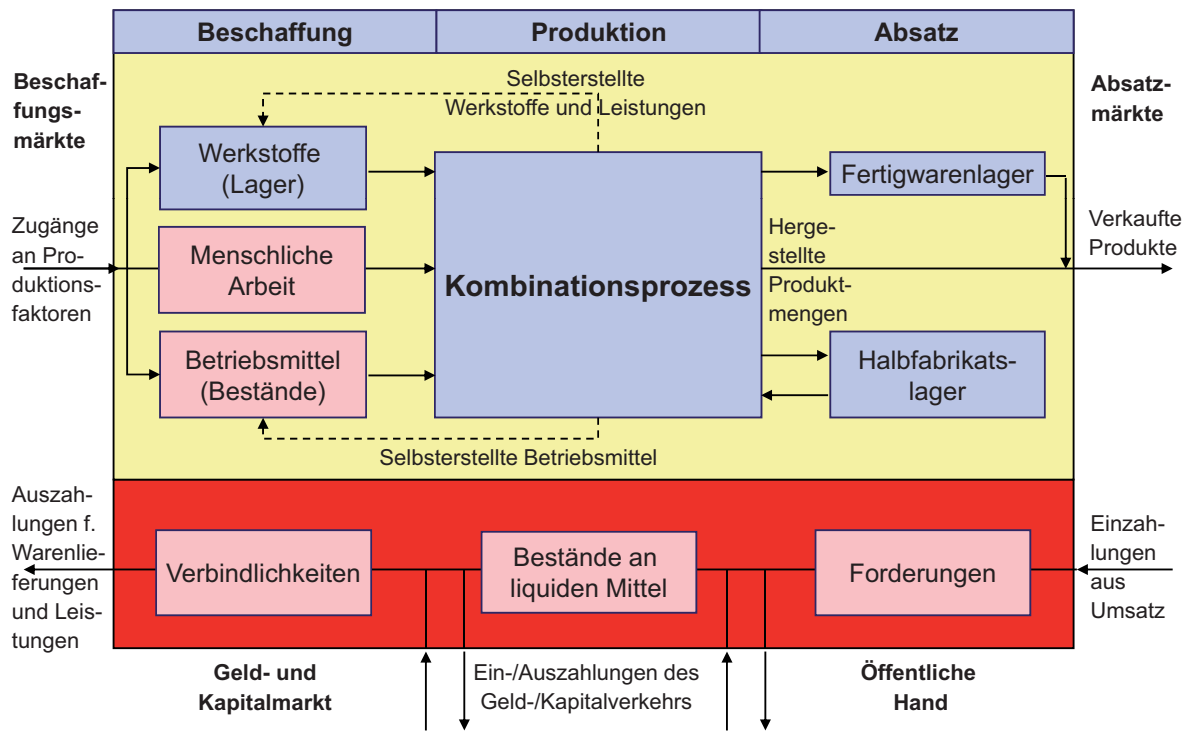 Beschaffung
Produktion
Absatz
Beschaf-
fungs-
märkte
Selbsterstellte
Werkstoffe und Leistungen
Absatz-
märkte
Werkstoffe
(Lager)
Fertigwarenlager
Zugänge
an Pro-
duktions-
faktoren
Menschliche
Arbeit
Kombinationsprozess
Herge-
stellte
Produkt-
mengen
Verkaufte
Produkte
Betriebsmittel
(Bestände)
Halbfabrikats-
lager
Selbsterstellte Betriebsmittel
Auszah-
lungen f.
Warenlie-
ferungen
und Leis-
tungen
Verbindlichkeiten
Bestände an
liquiden Mittel
Forderungen
Einzah-
lungen
aus
Umsatz
Geld- und
Kapitalmarkt
Ein-/Auszahlungen des
Geld-/Kapitalverkehrs
Öffentliche
Hand